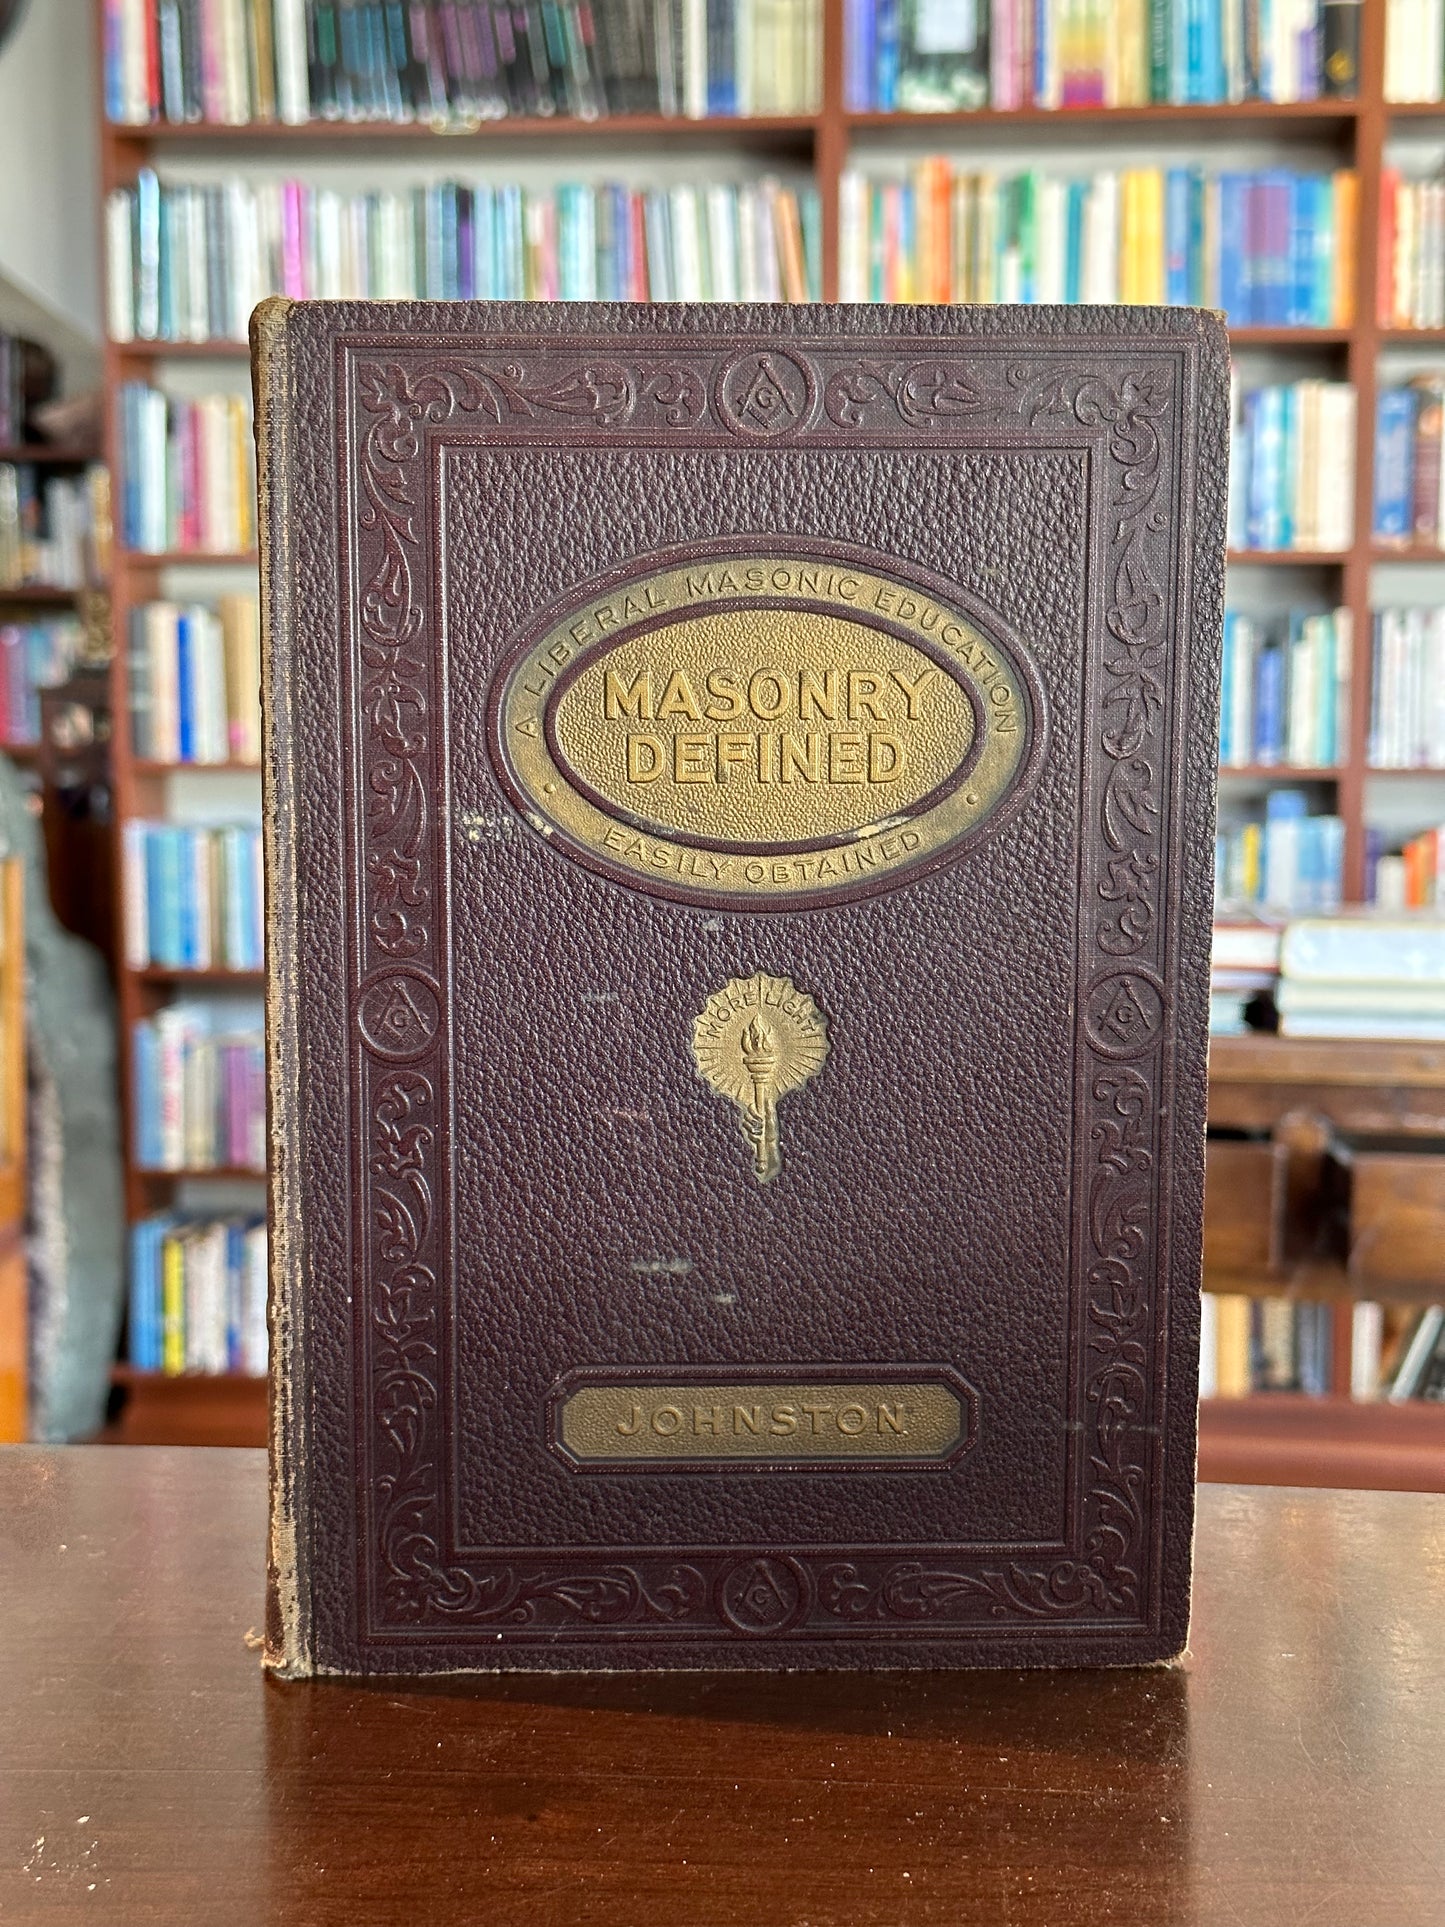 G
A LIBERAL MASONIC EDUCATION
MASONRY
DEFINED
EASILY OBTAINED
MORE LIGHT!
G
G
JOHNSTON
G